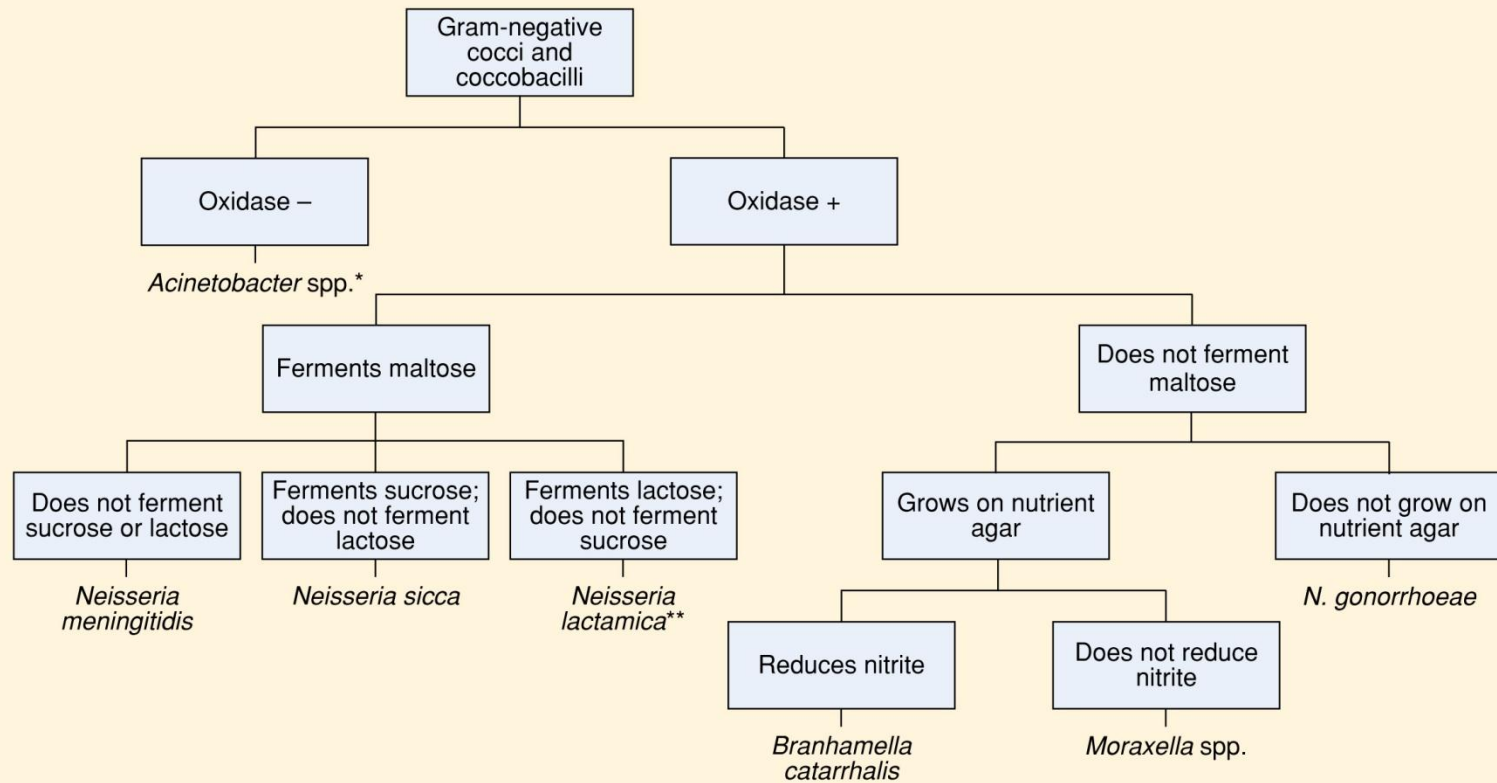 Gram-negative
cocci and
coccobacilli
Oxidase –
Oxidase +
Acinetobacter spp.*
Ferments maltose
Does not ferment
maltose
Does not ferment
sucrose or lactose
Ferments sucrose;
does not ferment
lactose
Ferments lactose;
does not ferment
sucrose
Grows on nutrient
agar
Does not grow on
nutrient agar
Neisseria
meningitidis
Neisseria sicca
Neisseria
lactamica**
N. gonorrhoeae
Reduces nitrite
Does not reduce
nitrite
Branhamella
catarrhalis
Moraxella spp.